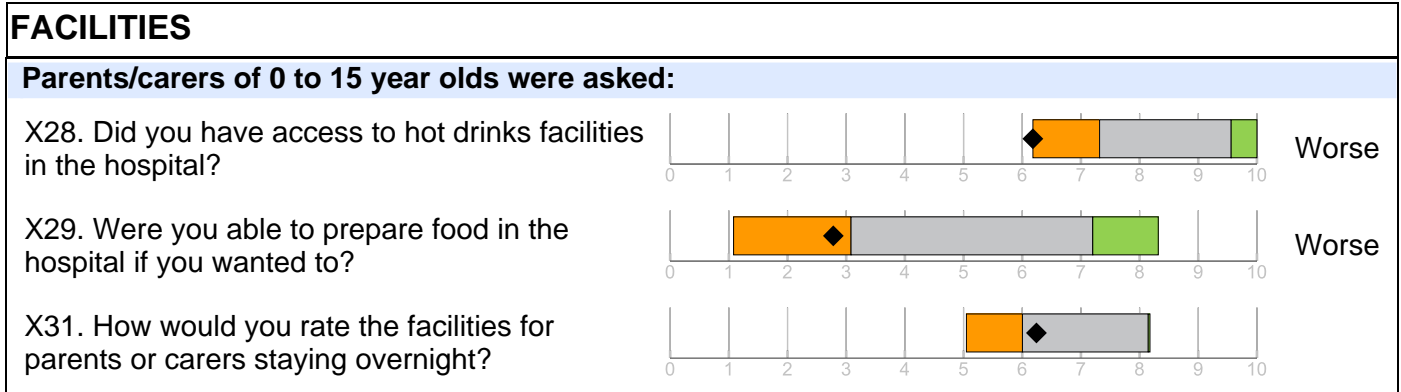 FACILITIES
Parents/carers of 0 to 15 year olds were asked:
X28. Did you have access to hot drinks facilities
in the hospital?
0 1 2 3 4 5 6 7 8 9 10
Worse
X29. Were you able to prepare food in the
hospital if you wanted to?
0 1 2 3 4 5 6 7 8 9 10
Worse
X31. How would you rate the facilities for
parents or carers staying overnight?
0 1 2 3 4 5 6 7 8 9 10